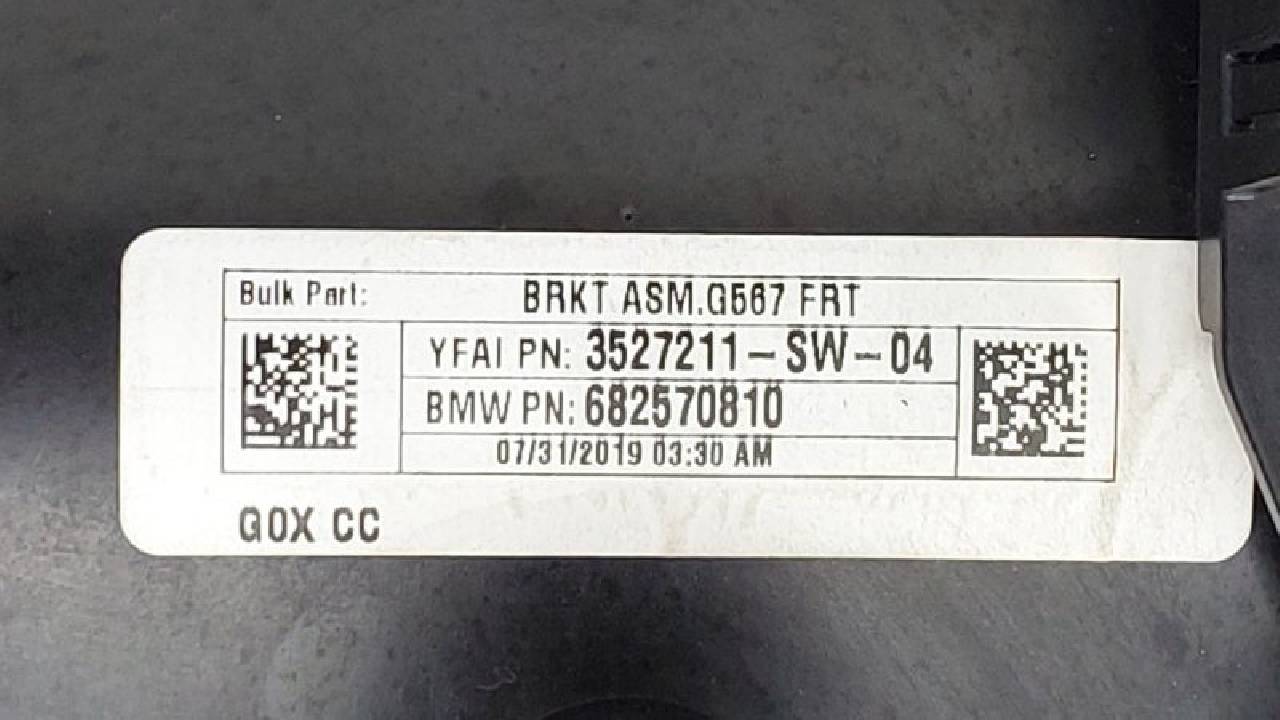 Bulk Part: BRKT ASM.G567 FRT
YFAI PN: 3527211-SW-04
BMW PN: 682570810
07/31/2019 03:30 AM
G0X CC